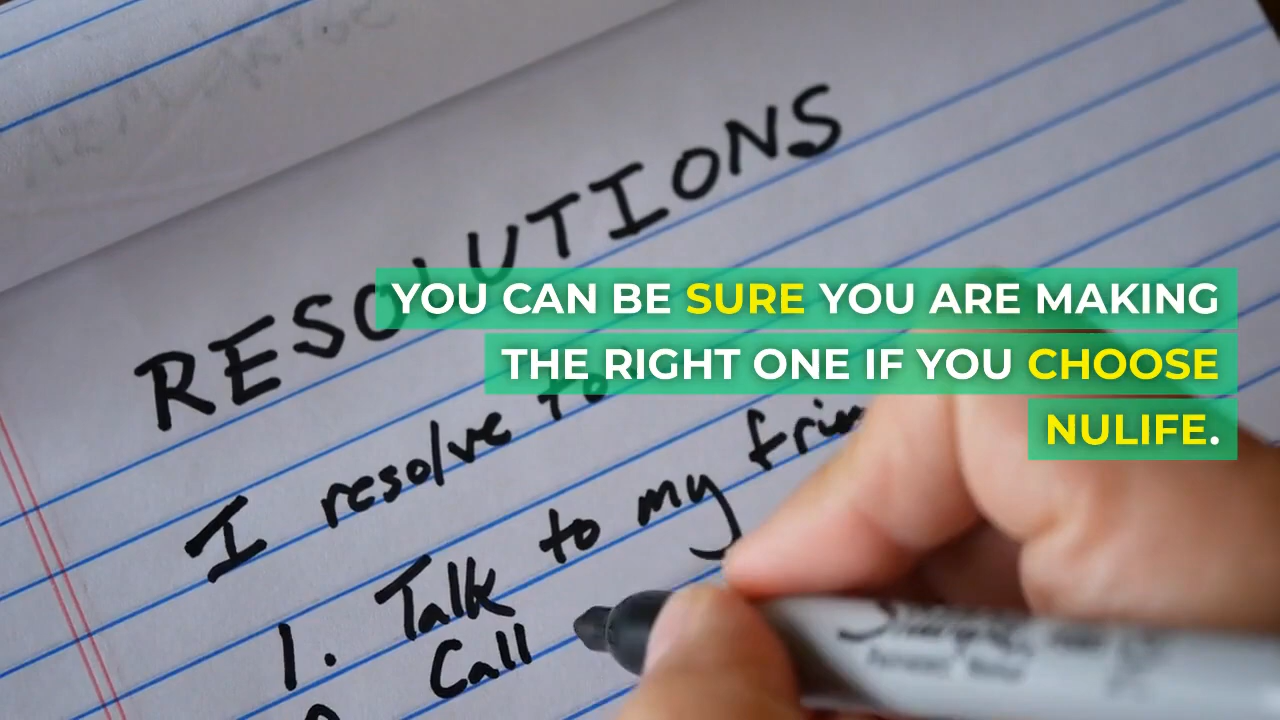 RESOLUTIONS
I resolve to:
1. Talk to my
Call
YOU CAN BE SURE YOU ARE MAKING
THE RIGHT ONE IF YOU CHOOSE
NULIFE.